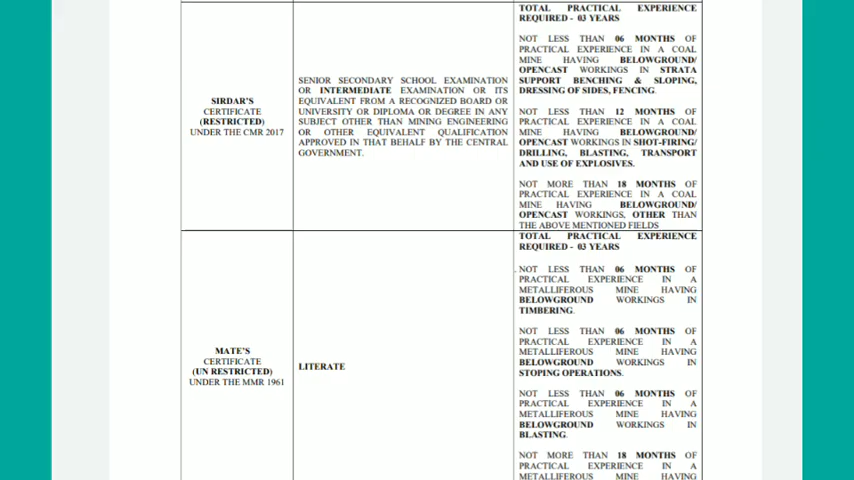 SIRDAR'S
CERTIFICATE
(RESTRICTED)
UNDER THE CMR 2017
SENIOR SECONDARY SCHOOL EXAMINATION
OR INTERMEDIATE EXAMINATION OR ITS
EQUIVALENT FROM A RECOGNIZED BOARD OR
UNIVERSITY OR DIPLOMA OR DEGREE IN ANY
SUBJECT OTHER THAN MINING ENGINEERING
OR OTHER EQUIVALENT QUALIFICATION
APPROVED IN THAT BEHALF BY THE CENTRAL
GOVERNMENT.
TOTAL PRACTICAL EXPERIENCE
REQUIRED - 03 YEARS
NOT LESS THAN 06 MONTHS OF
PRACTICAL EXPERIENCE IN A COAL
MINE HAVING BELOWGROUND/
OPENCAST WORKINGS IN STRATA
SUPPORT BENCHING & SLOPING,
DRESSING OF SIDES, FENCING.
NOT LESS THAN 12 MONTHS OF
PRACTICAL EXPERIENCE IN A COAL
MINE HAVING BELOWGROUND/
OPENCAST WORKINGS IN SHOT-FIRING/
DRILLING, BLASTING, TRANSPORT
AND USE OF EXPLOSIVES.
NOT MORE THAN 18 MONTHS OF
PRACTICAL EXPERIENCE IN A COAL
MINE HAVING BELOWGROUND/
OPENCAST WORKINGS, OTHER THAN
THE ABOVE MENTIONED FIELDS
MATE'S
CERTIFICATE
(UN RESTRICTED)
UNDER THE MMR 1961
LITERATE
TOTAL PRACTICAL EXPERIENCE
REQUIRED - 03 YEARS
NOT LESS THAN 06 MONTHS OF
PRACTICAL EXPERIENCE IN A
METALLIFEROUS MINE HAVING
BELOWGROUND WORKINGS IN
TIMBERING.
NOT LESS THAN 06 MONTHS OF
PRACTICAL EXPERIENCE IN A
METALLIFEROUS MINE HAVING
BELOWGROUND WORKINGS IN
STOPING OPERATIONS.
NOT LESS THAN 06 MONTHS OF
PRACTICAL EXPERIENCE IN A
METALLIFEROUS MINE HAVING
BELOWGROUND WORKINGS IN
BLASTING.
NOT MORE THAN 18 MONTHS OF
PRACTICAL EXPERIENCE IN A
METALLIFEROUS MINE HAVING